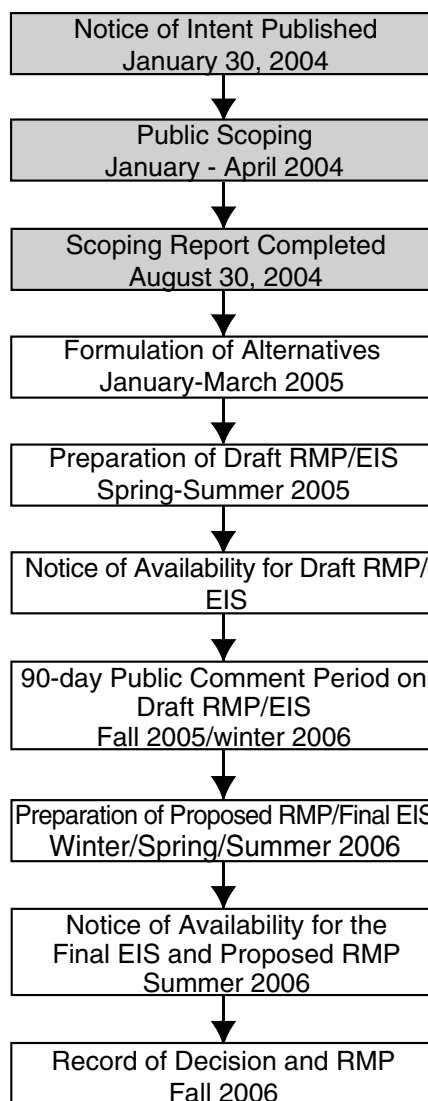 Notice of Intent Published
January 30, 2004
Public Scoping
January - April 2004
Scoping Report Completed
August 30, 2004
Formulation of Alternatives
January-March 2005
Preparation of Draft RMP/EIS
Spring-Summer 2005
Notice of Availability for Draft RMP/
EIS
90-day Public Comment Period on
Draft RMP/EIS
Fall 2005/winter 2006
Preparation of Proposed RMP/Final EIS
Winter/Spring/Summer 2006
Notice of Availability for the
Final EIS and Proposed RMP
Summer 2006
Record of Decision and RMP
Fall 2006